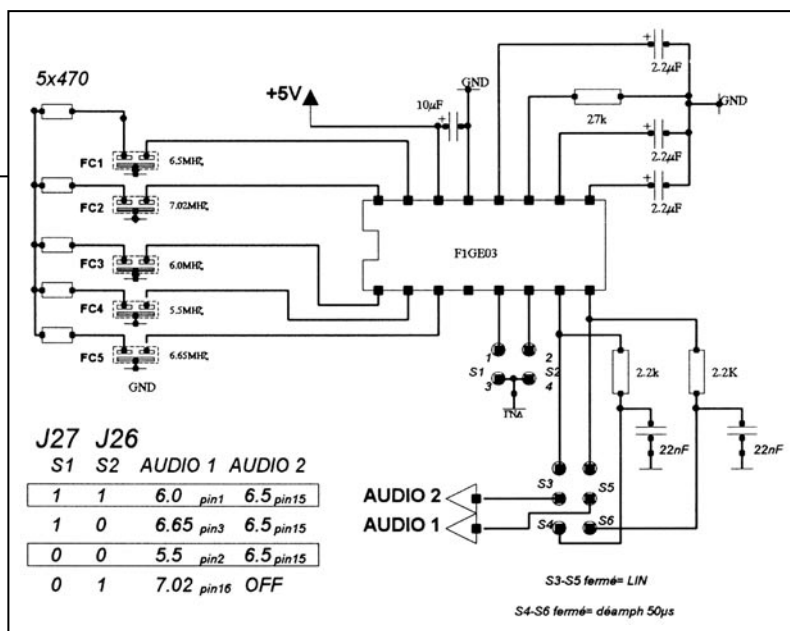 5x470
+5V
10µF
GND
2.2µF
GND
27k
2.2µF
2.2µF
FC1
6.5MHz
FC2
7.02MHz
FC3
6.0MHz
FC4
5.5MHz
FC5
6.65MHz
GND
F1GE03
1
2
S1
S2
3
4
2.2k
2.2K
22nF
22nF
S3
S5
S4
S6
AUDIO 2
AUDIO 1
J27 J26
S1 S2 AUDIO 1 AUDIO 2
1 1 6.0 pin1 6.5 pin15
1 0 6.65 pin3 6.5 pin15
0 0 5.5 pin2 6.5 pin15
0 1 7.02 pin16 OFF
S3-S5 fermé= LIN
S4-S6 fermé= déamph 50µs